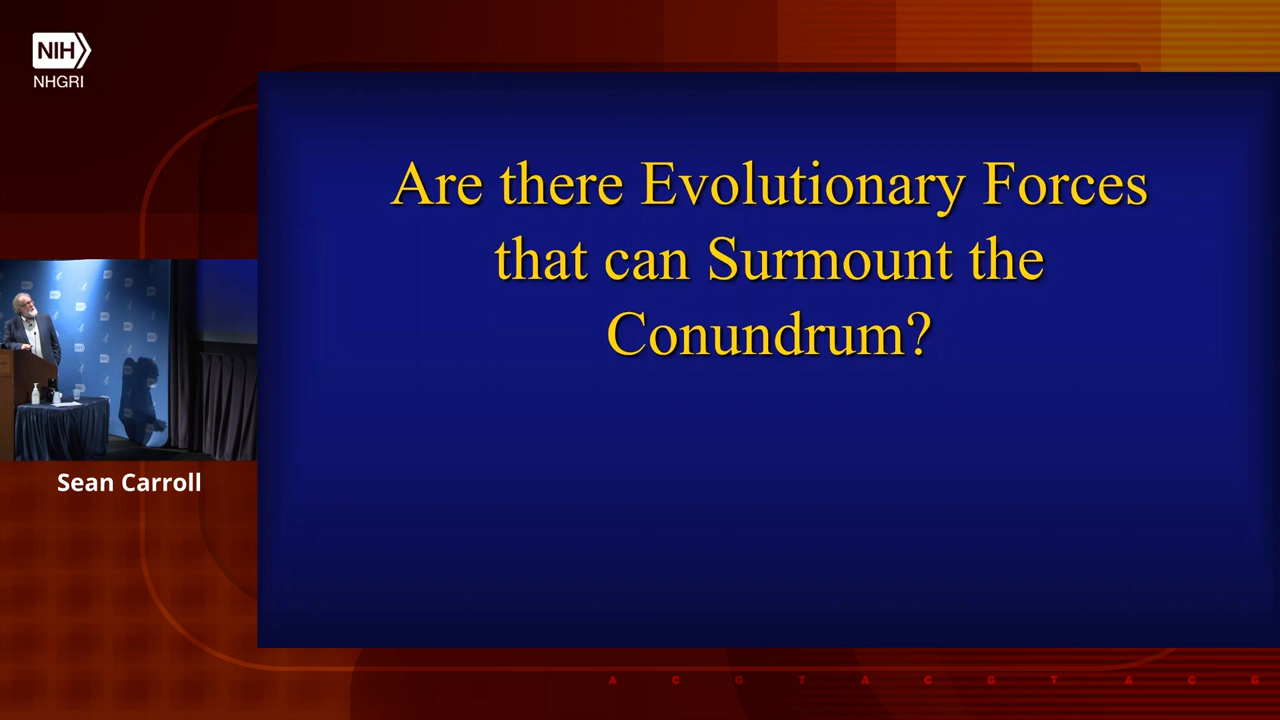 NIH
NHGRI
Are there Evolutionary Forces
that can Surmount the
Conundrum?
Sean Carroll
A C G T A C G T A C G